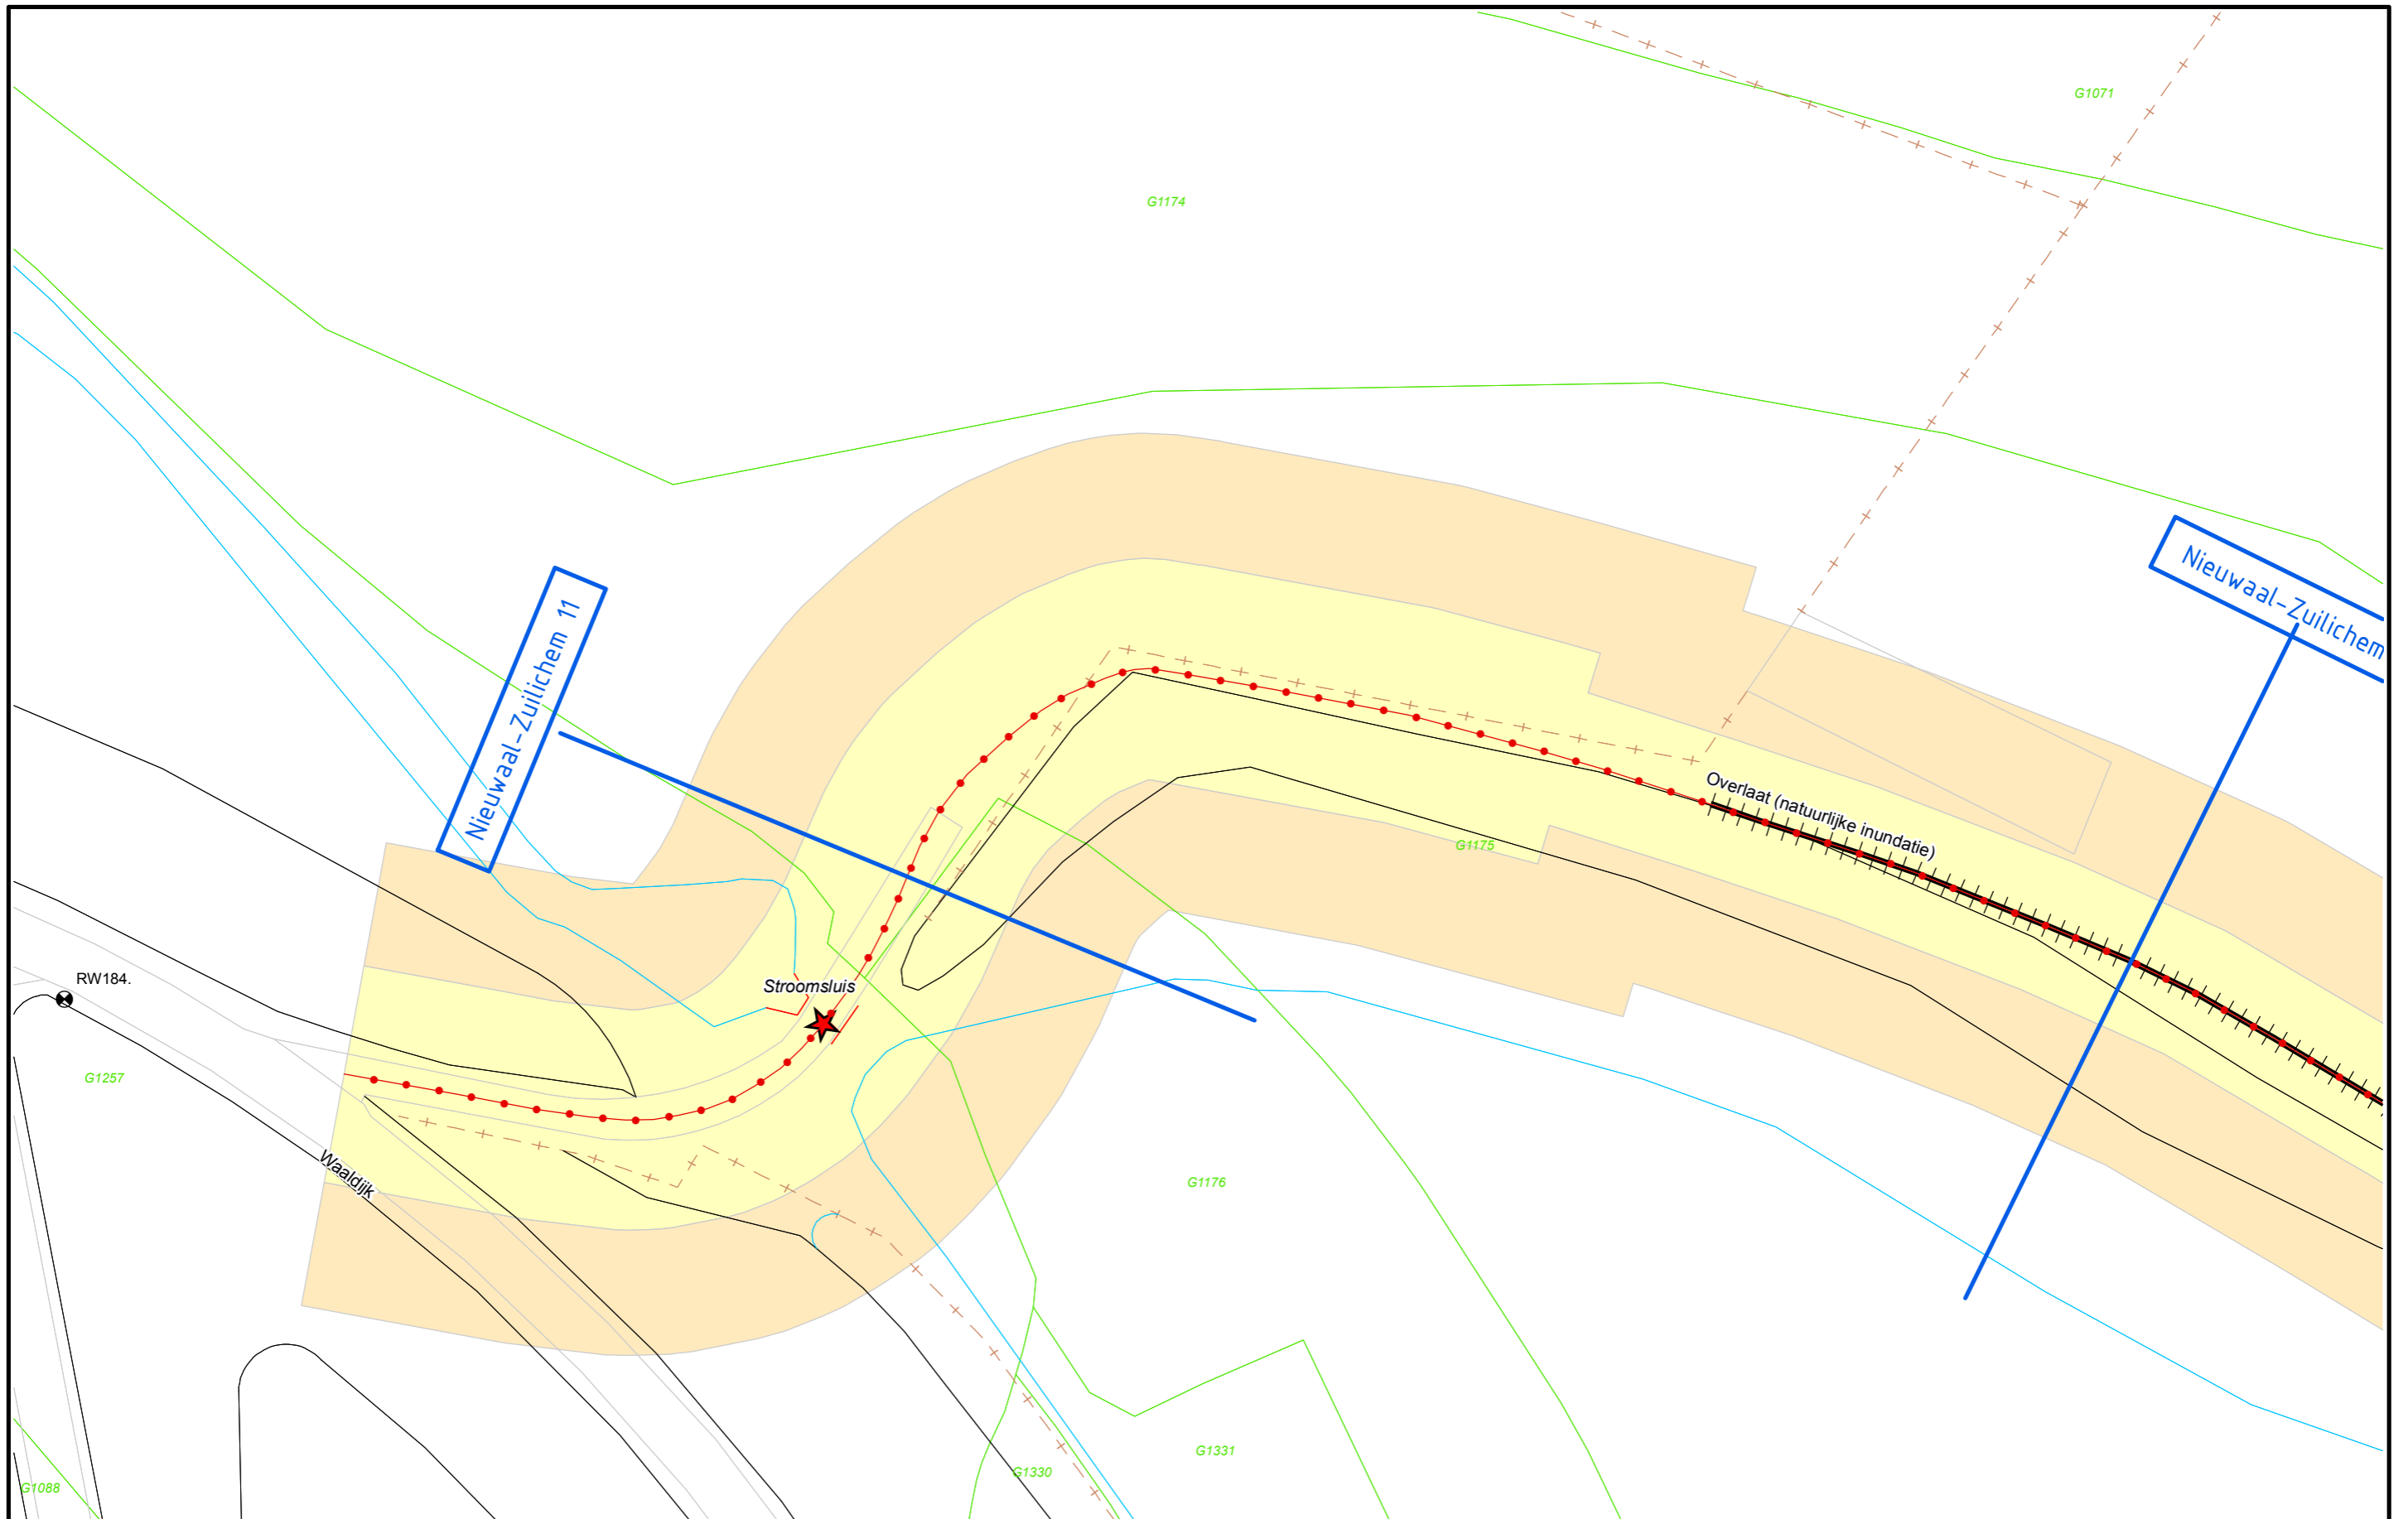 G1071
G1174
Nieuwaal-Zuilichem
Nieuwaal-Zuilichem 11
Overlaat (natuurlijke inundatie)
G1175
RW184.
Stroomsluis
G1257
Waaldijk
G1176
G1331
G1330
G1088